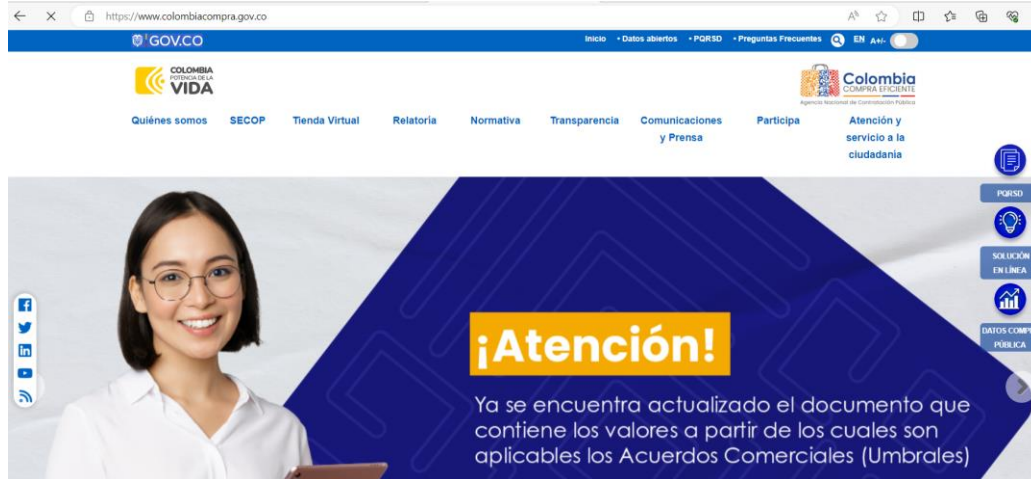 https://www.colombiacompra.gov.co
GOV.CO
Inicio • Datos abiertos • PQRSD • Preguntas Frecuentes EN A+/-
COLOMBIA
POTENCIA DE LA
VIDA
Colombia
COMPRA EFICIENTE
Agencia Nacional de Contratación Pública
Quiénes somos SECOP Tienda Virtual Relatoría Normativa Transparencia Comunicaciones y Prensa Participa Atención y servicio a la ciudadanía
PQRSD
SOLUCIÓN
EN LÍNEA
DATOS COMP
PÚBLICA
¡Atención!
Ya se encuentra actualizado el documento que
contiene los valores a partir de los cuales son
aplicables los Acuerdos Comerciales (Umbrales)